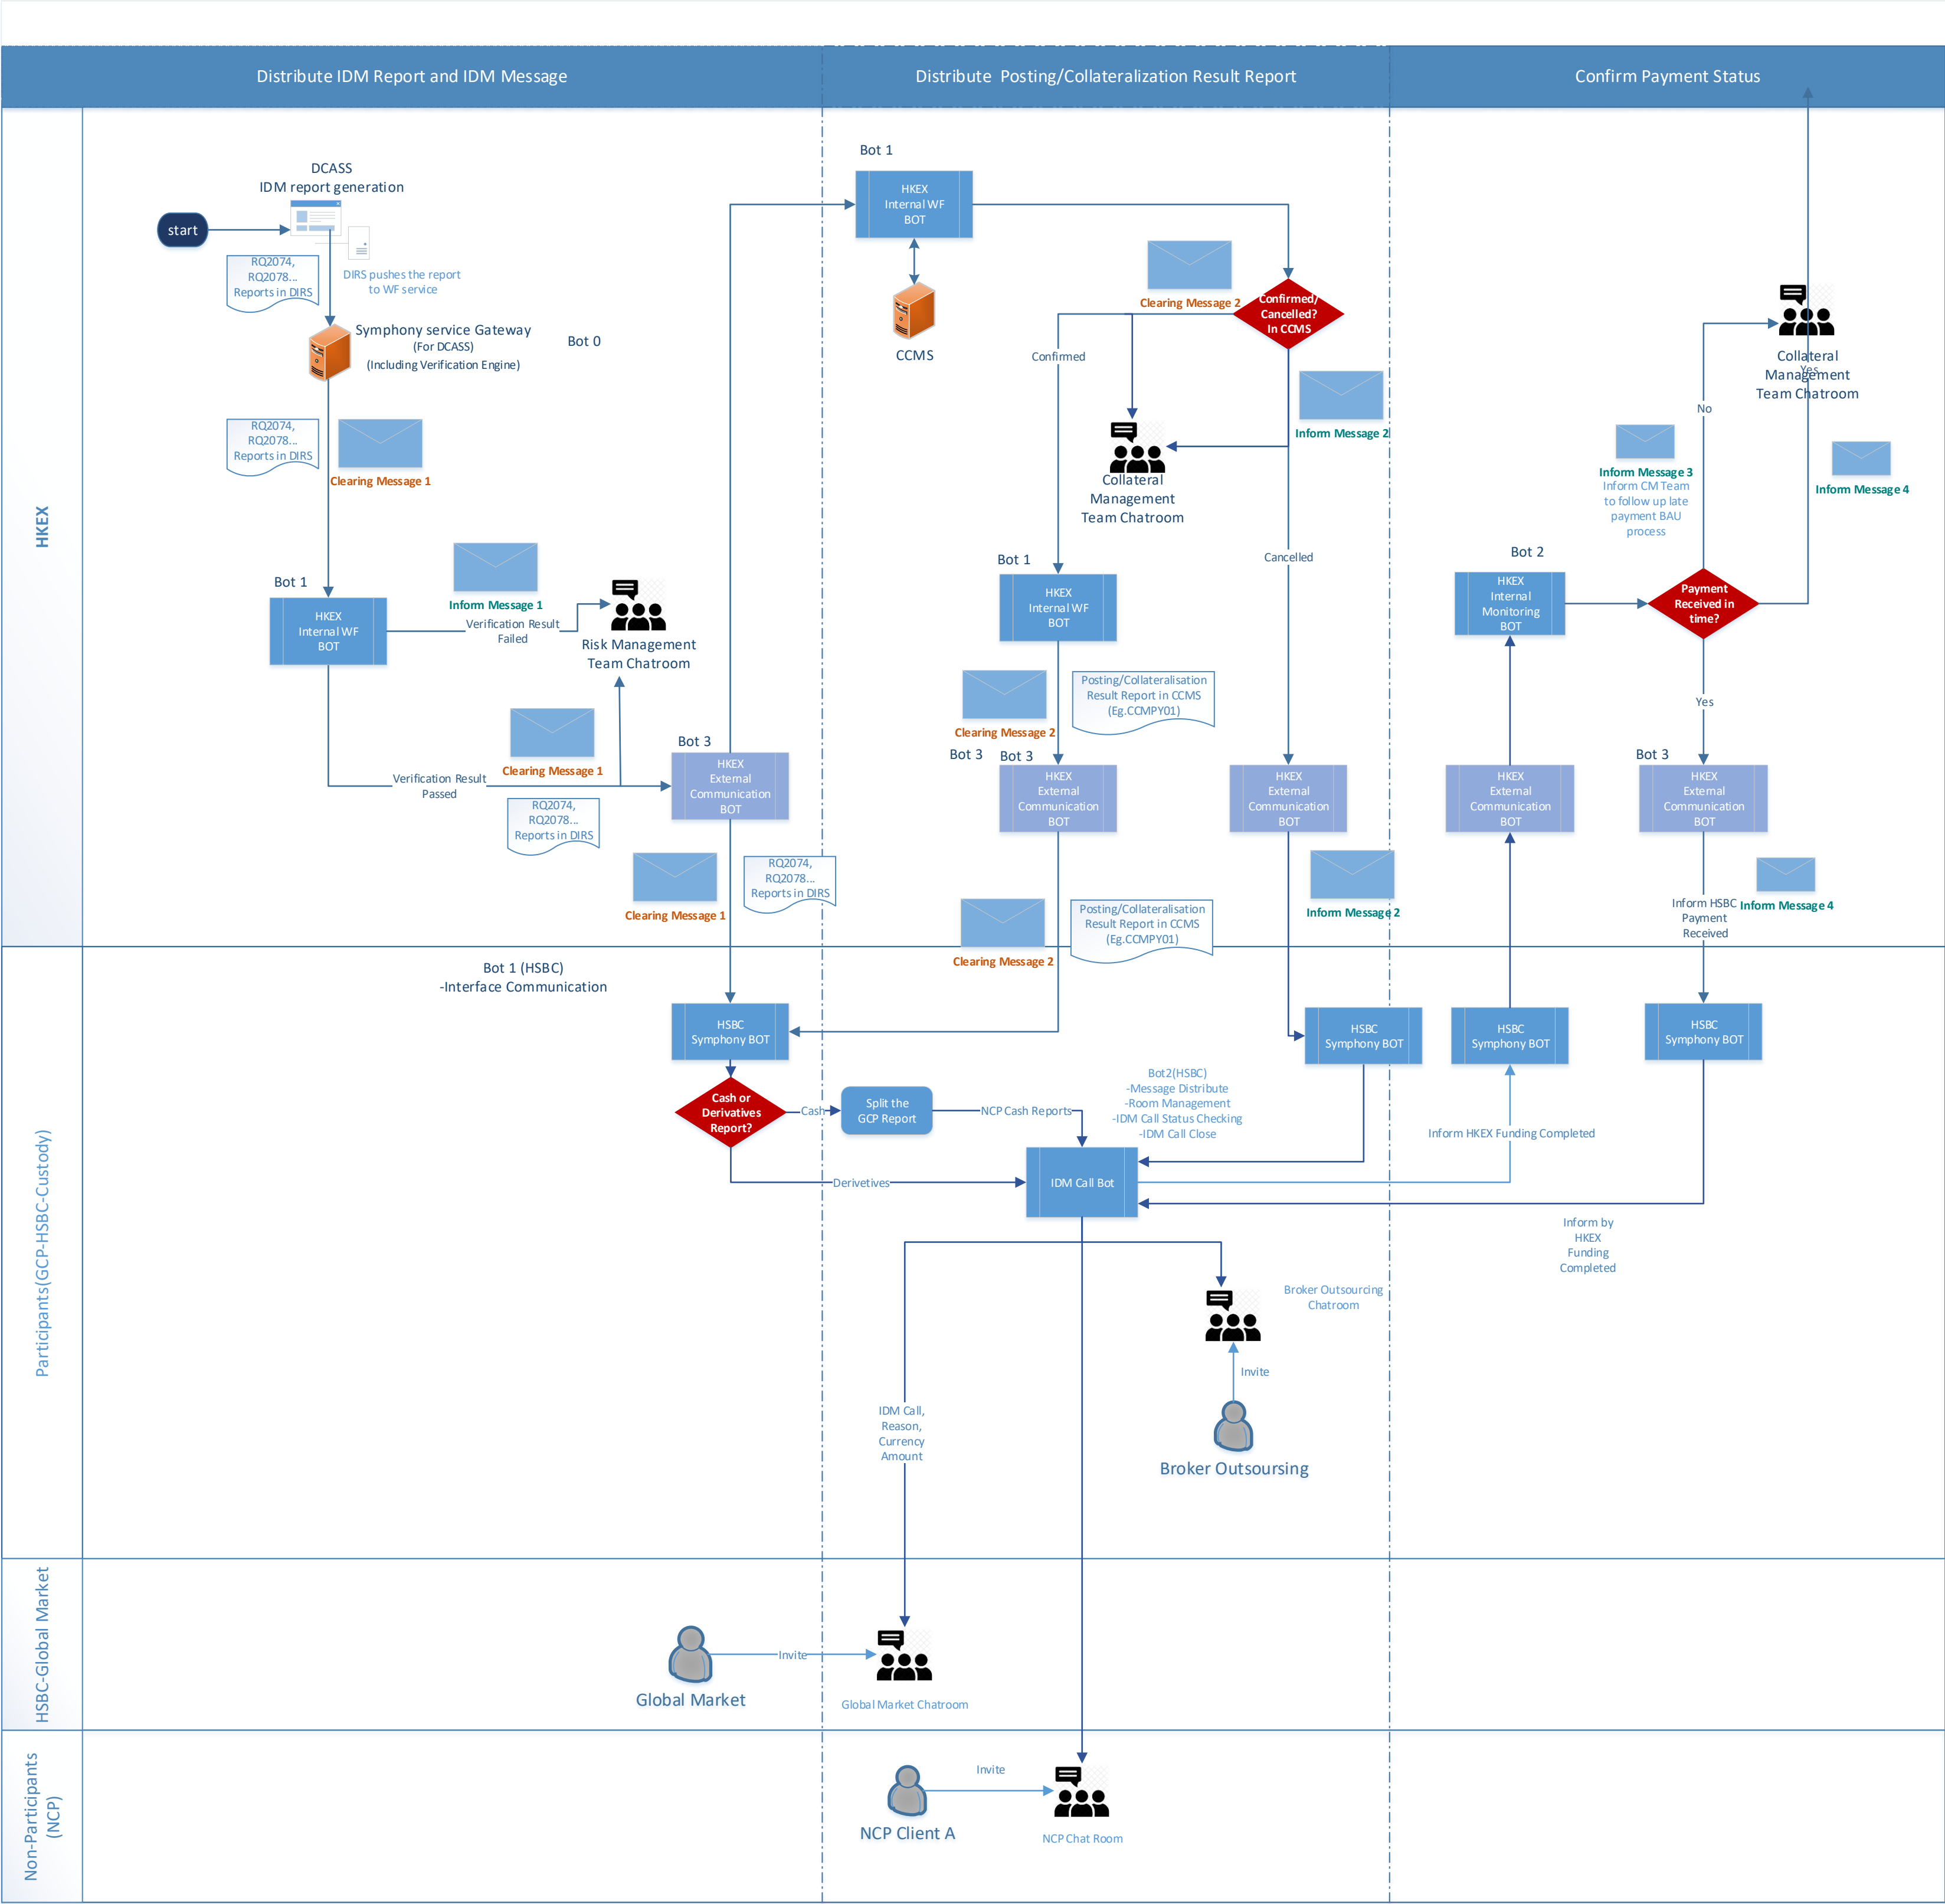 Distribute IDM Report and IDM Message
Distribute Posting/Collateralization Result Report
Confirm Payment Status
HKEX
DCASS
IDM report generation
start
RQ2074,
RQ2078...
Reports in DIRS
DIRS pushes the report
to WF service
Symphony service Gateway
(For DCASS)
(Including Verification Engine)
Bot 0
RQ2074,
RQ2078...
Reports in DIRS
Clearing Message 1
Bot 1
HKEX
Internal WF
BOT
Inform Message 1
Verification Result
Failed
Risk Management
Team Chatroom
Clearing Message 1
Verification Result
Passed
RQ2074,
RQ2078...
Reports in DIRS
Bot 3
HKEX
External
Communication
BOT
Clearing Message 1
RQ2074,
RQ2078...
Reports in DIRS
Bot 1
HKEX
Internal WF
BOT
CCMS
Clearing Message 2
Confirmed/
Cancelled?
In CCMS
Confirmed
Inform Message 2
Collateral
Management
Team Chatroom
Cancelled
Bot 1
HKEX
Internal WF
BOT
Clearing Message 2
Posting/Collateralisation
Result Report in CCMS
(Eg.CCMPY01)
Bot 3
Bot 3
HKEX
External
Communication
BOT
HKEX
External
Communication
BOT
Inform Message 2
Clearing Message 2
Posting/Collateralisation
Result Report in CCMS
(Eg.CCMPY01)
Collateral
Management
Team Chatroom
Yes
No
Inform Message 3
Inform CM Team
to follow up late
payment BAU
process
Inform Message 4
Bot 2
HKEX
Internal
Monitoring
BOT
Payment
Received in
time?
Yes
HKEX
External
Communication
BOT
Bot 3
HKEX
External
Communication
BOT
Inform HSBC
Payment
Received
Inform Message 4
Participants(GCP-HSBC-Custody)
Bot 1 (HSBC)
-Interface Communication
HSBC
Symphony BOT
HSBC
Symphony BOT
HSBC
Symphony BOT
HSBC
Symphony BOT
Cash or
Derivatives
Report?
Cash
Split the
GCP Report
NCP Cash Reports
Bot2(HSBC)
-Message Distribute
-Room Management
-IDM Call Status Checking
-IDM Call Close
Inform HKEX Funding Completed
Derivetives
IDM Call Bot
Inform by
HKEX
Funding
Completed
Broker Outsourcing
Chatroom
Invite
Broker Outsoursing
IDM Call,
Reason,
Currency
Amount
HSBC-Global Market
Global Market
Invite
Global Market Chatroom
Non-Participants
(NCP)
NCP Client A
Invite
NCP Chat Room